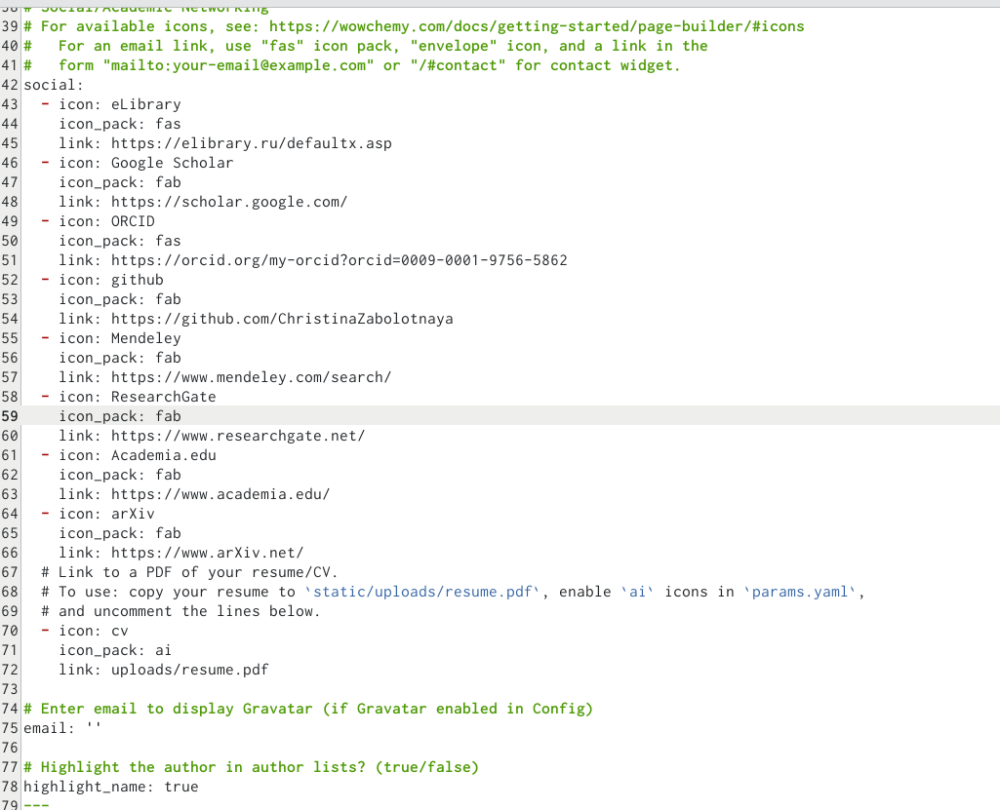 38 # Social/Academic Networking
39 # For available icons, see: https://wowchemy.com/docs/getting-started/page-builder/#icons
40 #   For an email link, use "fas" icon pack, "envelope" icon, and a link in the
41 #   form "mailto:your-email@example.com" or "/#contact" for contact widget.
42 social:
43   - icon: eLibrary
44     icon_pack: fas
45     link: https://elibrary.ru/defaultx.asp
46   - icon: Google Scholar
47     icon_pack: fab
48     link: https://scholar.google.com/
49   - icon: ORCID
50     icon_pack: fas
51     link: https://orcid.org/my-orcid?orcid=0009-0001-9756-5862
52   - icon: github
53     icon_pack: fab
54     link: https://github.com/ChristinaZabolotnaya
55   - icon: Mendeley
56     icon_pack: fab
57     link: https://www.mendeley.com/search/
58   - icon: ResearchGate
59     icon_pack: fab
60     link: https://www.researchgate.net/
61   - icon: Academia.edu
62     icon_pack: fab
63     link: https://www.academia.edu/
64   - icon: arXiv
65     icon_pack: fab
66     link: https://www.arXiv.net/
67   # Link to a PDF of your resume/CV.
68   # To use: copy your resume to `static/uploads/resume.pdf`, enable `ai` icons in `params.yaml`,
69   # and uncomment the lines below.
70   - icon: cv
71     icon_pack: ai
72     link: uploads/resume.pdf
73
74 # Enter email to display Gravatar (if Gravatar enabled in Config)
75 email: ''
76
77 # Highlight the author in author lists? (true/false)
78 highlight_name: true
79 ---